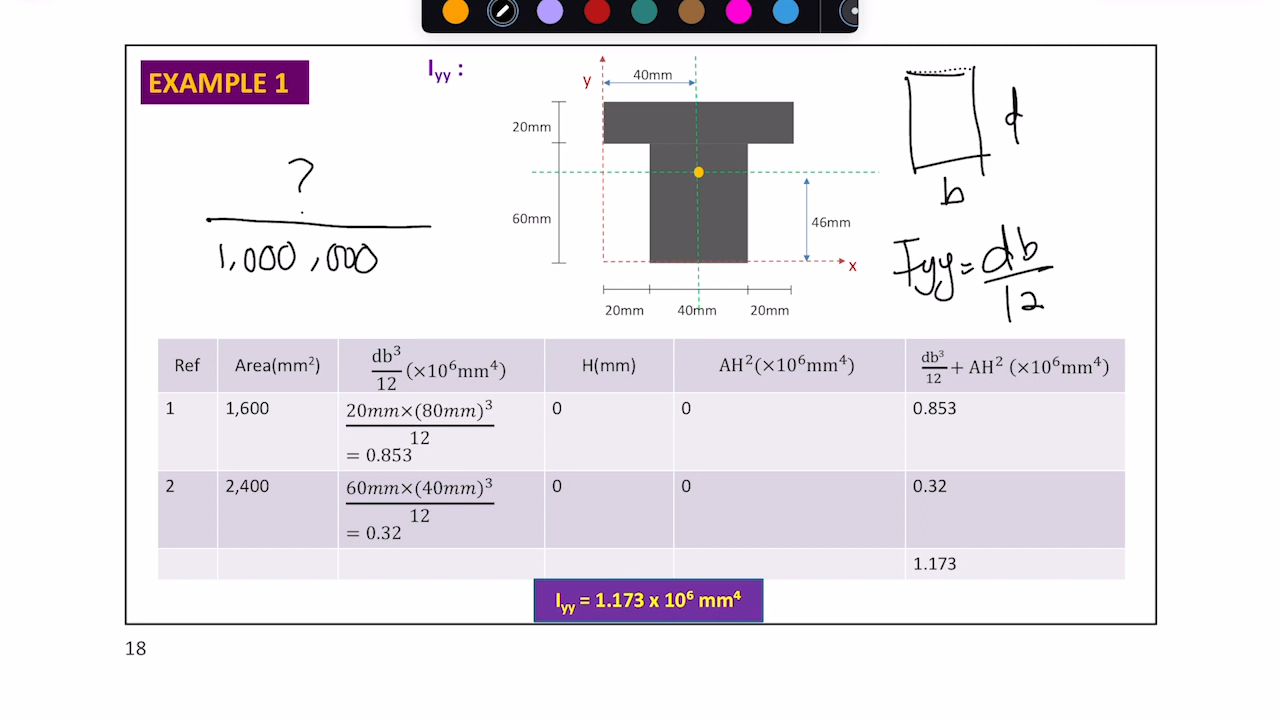 EXAMPLE 1
I_yy :
y
40mm
20mm
60mm
46mm
x
20mm 40mm 20mm
?
1,000,000
d
b
Iyy = db/12
Ref Area(mm²) db³/12 (×10⁶mm⁴) H(mm) AH²(×10⁶mm⁴) db³/12 + AH² (×10⁶mm⁴)
1 1,600 20mm×(80mm)³/12 = 0.853 0 0 0.853
2 2,400 60mm×(40mm)³/12 = 0.32 0 0 0.32
1.173
I_yy = 1.173 x 10⁶ mm⁴
18